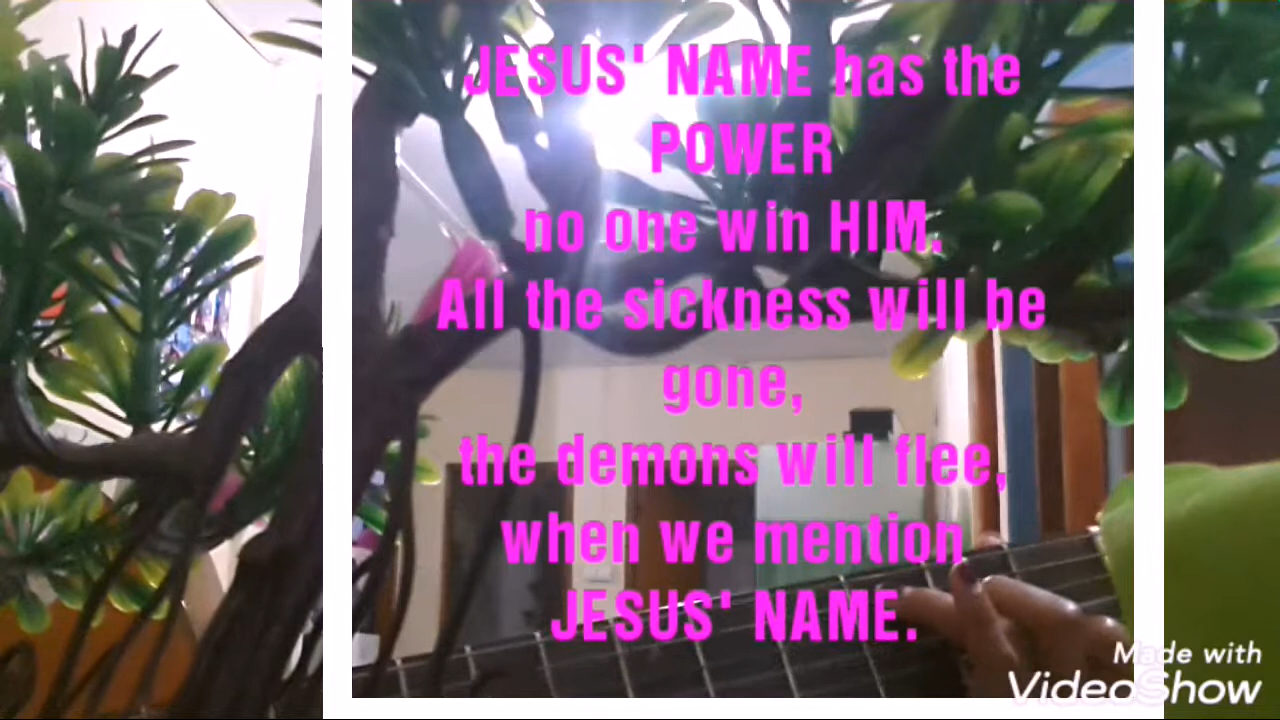 JESUS' NAME has the
POWER
no one win HIM.
All the sickness will be
gone,
the demons will flee,
when we mention
JESUS' NAME.
Made with
VideoShow